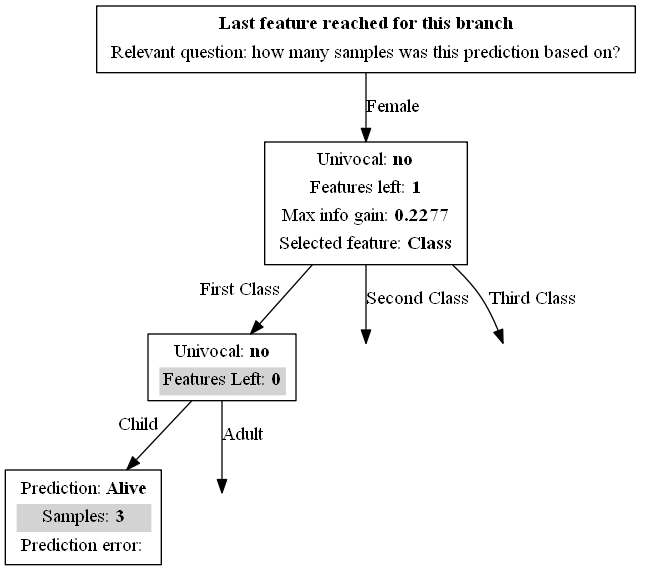 Last feature reached for this branch
Relevant question: how many samples was this prediction based on?
Female
Univocal: no
Features left: 1
Max info gain: 0.2277
Selected feature: Class
First Class
Second Class
Third Class
Univocal: no
Features Left: 0
Child
Adult
Prediction: Alive
Samples: 3
Prediction error: